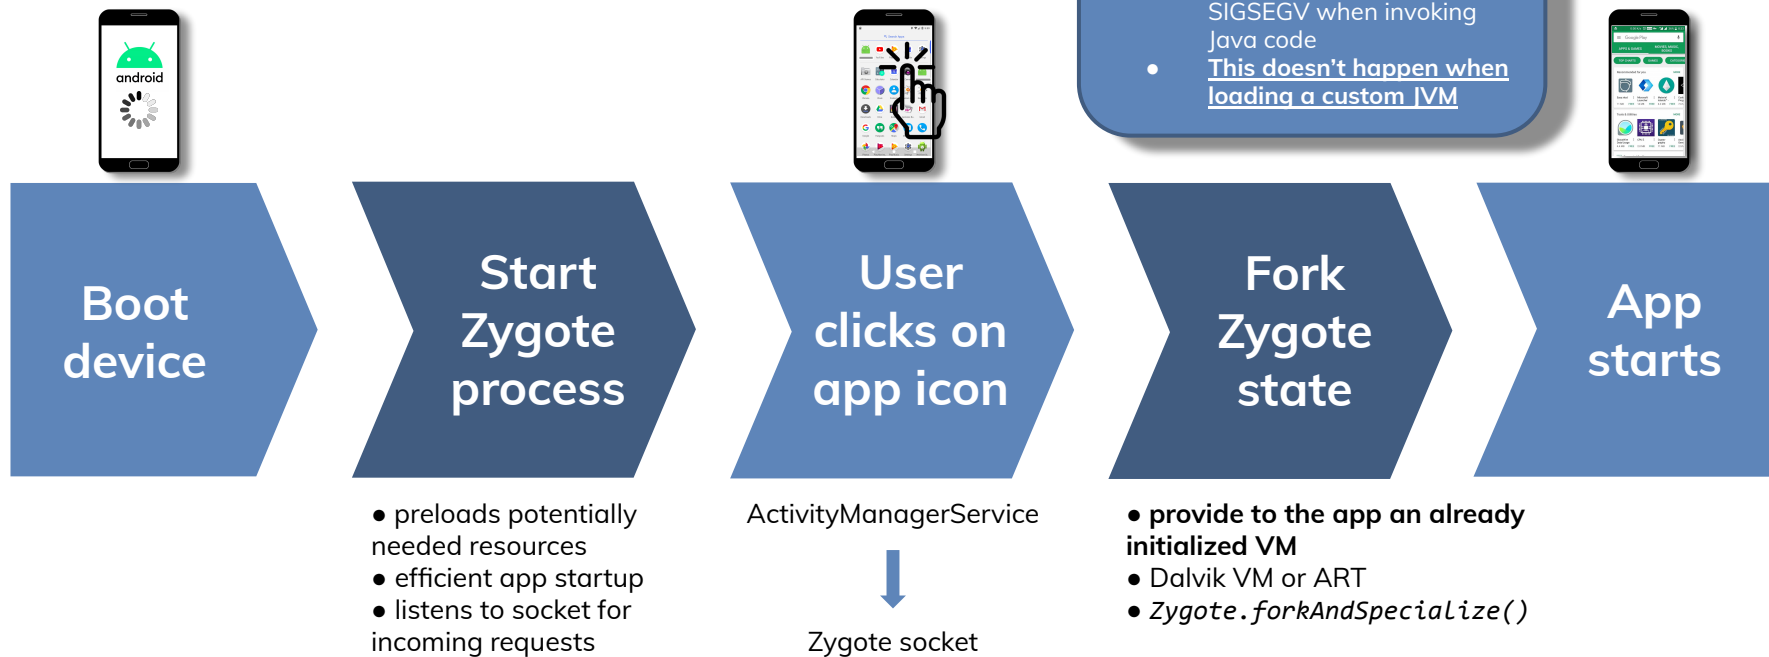 android
SIGSEGV when invoking
Java code
● This doesn’t happen when
loading a custom JVM
Google Play
Boot
device
Start
Zygote
process
User
clicks on
app icon
Fork
Zygote
state
App
starts
● preloads potentially
needed resources
● efficient app startup
● listens to socket for
incoming requests
ActivityManagerService
Zygote socket
● provide to the app an already
initialized VM
● Dalvik VM or ART
● Zygote.forkAndSpecialize()